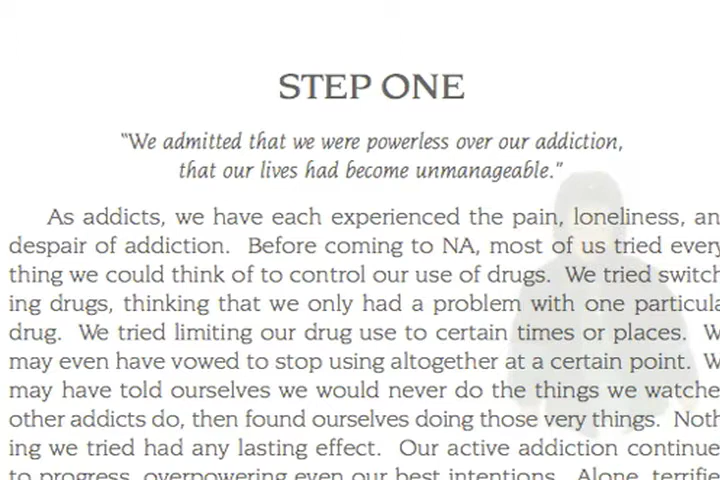 STEP ONE
"We admitted that we were powerless over our addiction,
that our lives had become unmanageable."
As addicts, we have each experienced the pain, loneliness, an
despair of addiction. Before coming to NA, most of us tried every
thing we could think of to control our use of drugs. We tried switch
ing drugs, thinking that we only had a problem with one particula
drug. We tried limiting our drug use to certain times or places. W
may even have vowed to stop using altogether at a certain point. W
may have told ourselves we would never do the things we watche
other addicts do, then found ourselves doing those very things. Noth
ing we tried had any lasting effect. Our active addiction continue
to progress, overpowering even our best intentions. Alone, terrifie